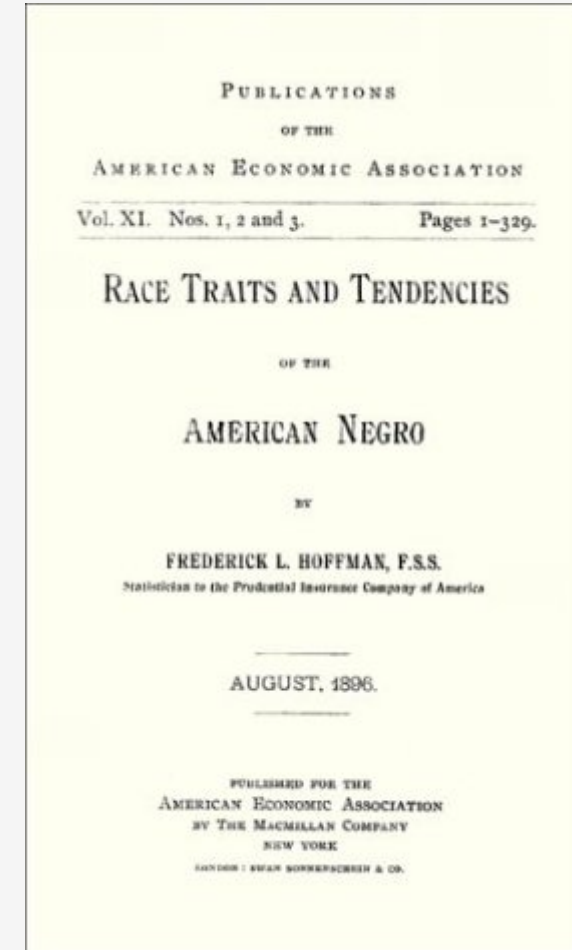 PUBLICATIONS
OF THE
AMERICAN ECONOMIC ASSOCIATION
Vol. XI. Nos. 1, 2 and 3. Pages 1–329.
RACE TRAITS AND TENDENCIES
OF THE
AMERICAN NEGRO
BY
FREDERICK L. HOFFMAN, F.S.S.
Statistician to the Prudential Insurance Company of America
AUGUST, 1896.
PUBLISHED FOR THE
AMERICAN ECONOMIC ASSOCIATION
BY THE MACMILLAN COMPANY
NEW YORK
LONDON : SWAN SONNENSCHEIN & CO.